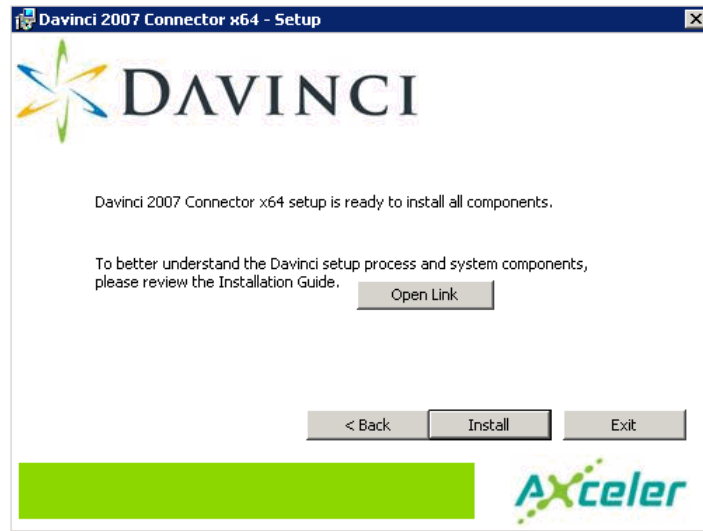 Davinci 2007 Connector x64 - Setup
DAVINCI
Davinci 2007 Connector x64 setup is ready to install all components.
To better understand the Davinci setup process and system components,
please review the Installation Guide.
Open Link
< Back
Install
Exit
Axceler